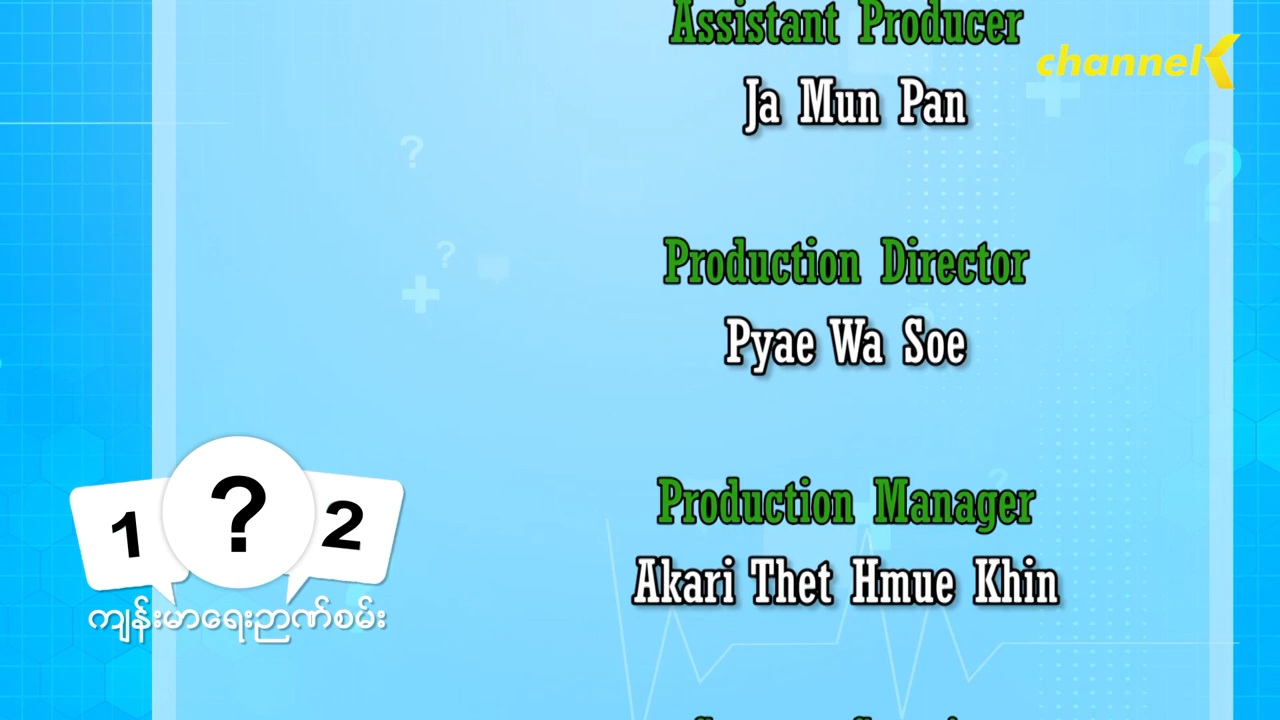 Assistant Producer
channelK
Ja Mun Pan
Production Director
Pyae Wa Soe
Production Manager
Akari Thet Hmue Khin
1 ? 2
ကျန်းမာရေးဉာဏ်စမ်း